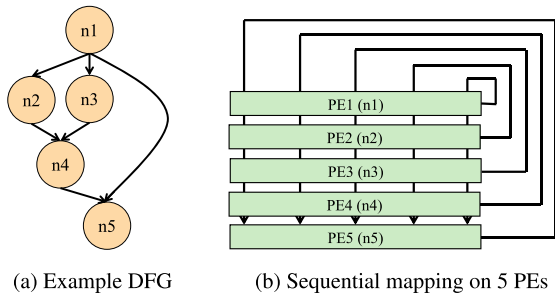 n1
n2
n3
n4
n5
(a) Example DFG
PE1 (n1)
PE2 (n2)
PE3 (n3)
PE4 (n4)
PE5 (n5)
(b) Sequential mapping on 5 PEs